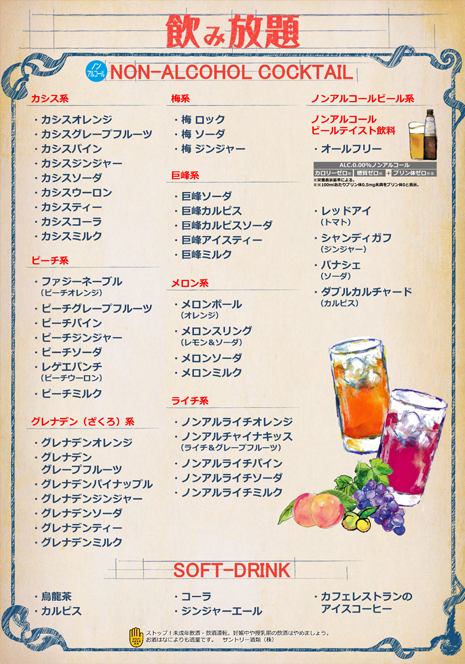 飲み放題
ノンアルコール NON-ALCOHOL COCKTAIL
カシス系
・カシスオレンジ
・カシスグレープフルーツ
・カシスパイン
・カシスジンジャー
・カシスソーダ
・カシスウーロン
・カシスティー
・カシスコーラ
・カシスミルク
ピーチ系
・ファジーネーブル
(ピーチオレンジ)
・ピーチグレープフルーツ
・ピーチパイン
・ピーチジンジャー
・ピーチソーダ
・レゲエパンチ
(ピーチウーロン)
・ピーチミルク
グレナデン（ざくろ）系
・グレナデンオレンジ
・グレナデン
グレープフルーツ
・グレナデンパイナップル
・グレナデンジンジャー
・グレナデンソーダ
・グレナデンティー
・グレナデンミルク
梅系
・梅 ロック
・梅 ソーダ
・梅 ジンジャー
巨峰系
・巨峰ソーダ
・巨峰カルピス
・巨峰カルピスソーダ
・巨峰アイスティー
・巨峰ミルク
メロン系
・メロンボール
(オレンジ)
・メロンスリング
(レモン＆ソーダ)
・メロンソーダ
・メロンミルク
ライチ系
・ノンアルライチオレンジ
・ノンアルチャイナキッス
(ライチ＆グレープフルーツ)
・ノンアルライチパイン
・ノンアルライチソーダ
・ノンアルライチミルク
ノンアルコールビール系
ノンアルコール
ビールテイスト飲料
・オールフリー
ALC.0.00%ノンアルコール
カロリーゼロ※ 糖質ゼロ※ + プリン体ゼロ※※
※栄養表示基準による。
※※100mlあたりプリン体0.5mg未満をプリン体0と表示。
・レッドアイ
(トマト)
・シャンディガフ
(ジンジャー)
・パナシェ
(ソーダ)
・ダブルカルチャード
(カルピス)
SOFT-DRINK
・烏龍茶
・カルピス
・コーラ
・ジンジャーエール
・カフェレストランの
アイスコーヒー
ストップ！未成年飲酒・飲酒運転。妊娠中や授乳期の飲酒はやめましょう。
お酒はなによりも適量です。 サントリー酒類（株）